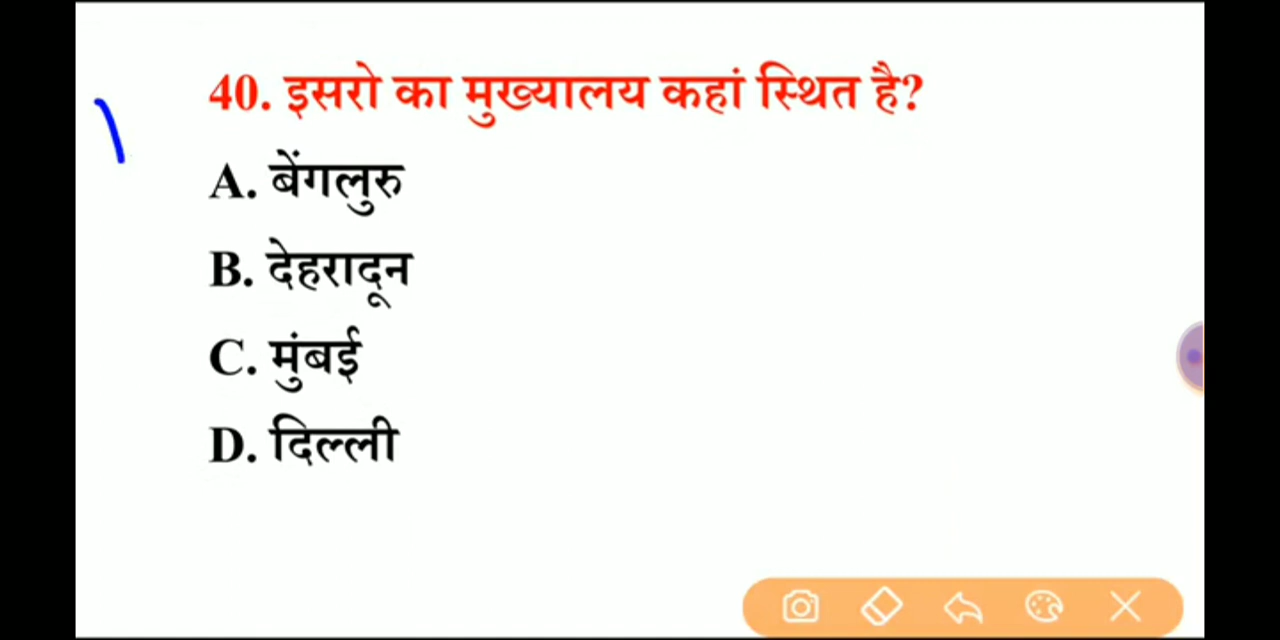 40. इसरो का मुख्यालय कहां स्थित है?
A. बेंगलुरु
B. देहरादून
C. मुंबई
D. दिल्ली